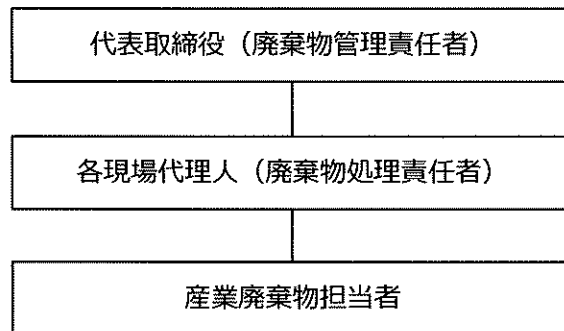 代表取締役（廃棄物管理責任者）
各現場代理人（廃棄物処理責任者）
産業廃棄物担当者